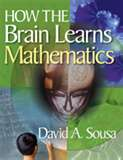 HOW THE
Brain Learns
Mathematics
David A. Sousa